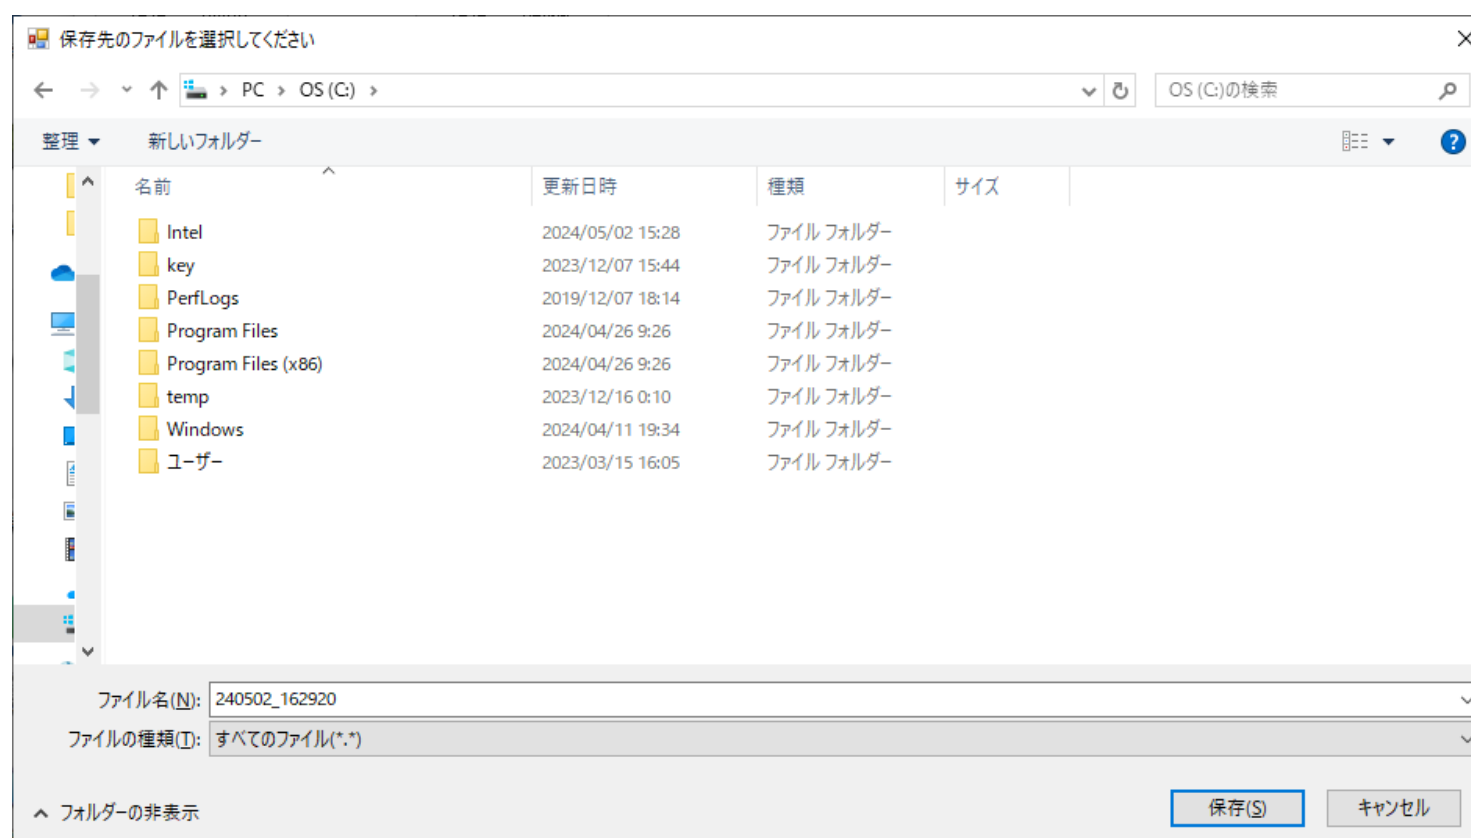 保存先のファイルを選択してください
PC › OS (C:) ›
OS (C:)の検索
整理 新しいフォルダー
名前 更新日時 種類 サイズ
Intel 2024/05/02 15:28 ファイル フォルダー
key 2023/12/07 15:44 ファイル フォルダー
PerfLogs 2019/12/07 18:14 ファイル フォルダー
Program Files 2024/04/26 9:26 ファイル フォルダー
Program Files (x86) 2024/04/26 9:26 ファイル フォルダー
temp 2023/12/16 0:10 ファイル フォルダー
Windows 2024/04/11 19:34 ファイル フォルダー
ユーザー 2023/03/15 16:05 ファイル フォルダー
ファイル名(N): 240502_162920
ファイルの種類(T): すべてのファイル(*.*)
フォルダーの非表示 保存(S) キャンセル